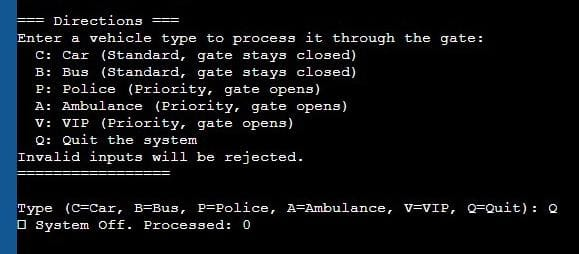 === Directions ===
Enter a vehicle type to process it through the gate:
C: Car (Standard, gate stays closed)
B: Bus (Standard, gate stays closed)
P: Police (Priority, gate opens)
A: Ambulance (Priority, gate opens)
V: VIP (Priority, gate opens)
Q: Quit the system
Invalid inputs will be rejected.
==================
Type (C=Car, B=Bus, P=Police, A=Ambulance, V=VIP, Q=Quit): Q
□ System Off. Processed: 0